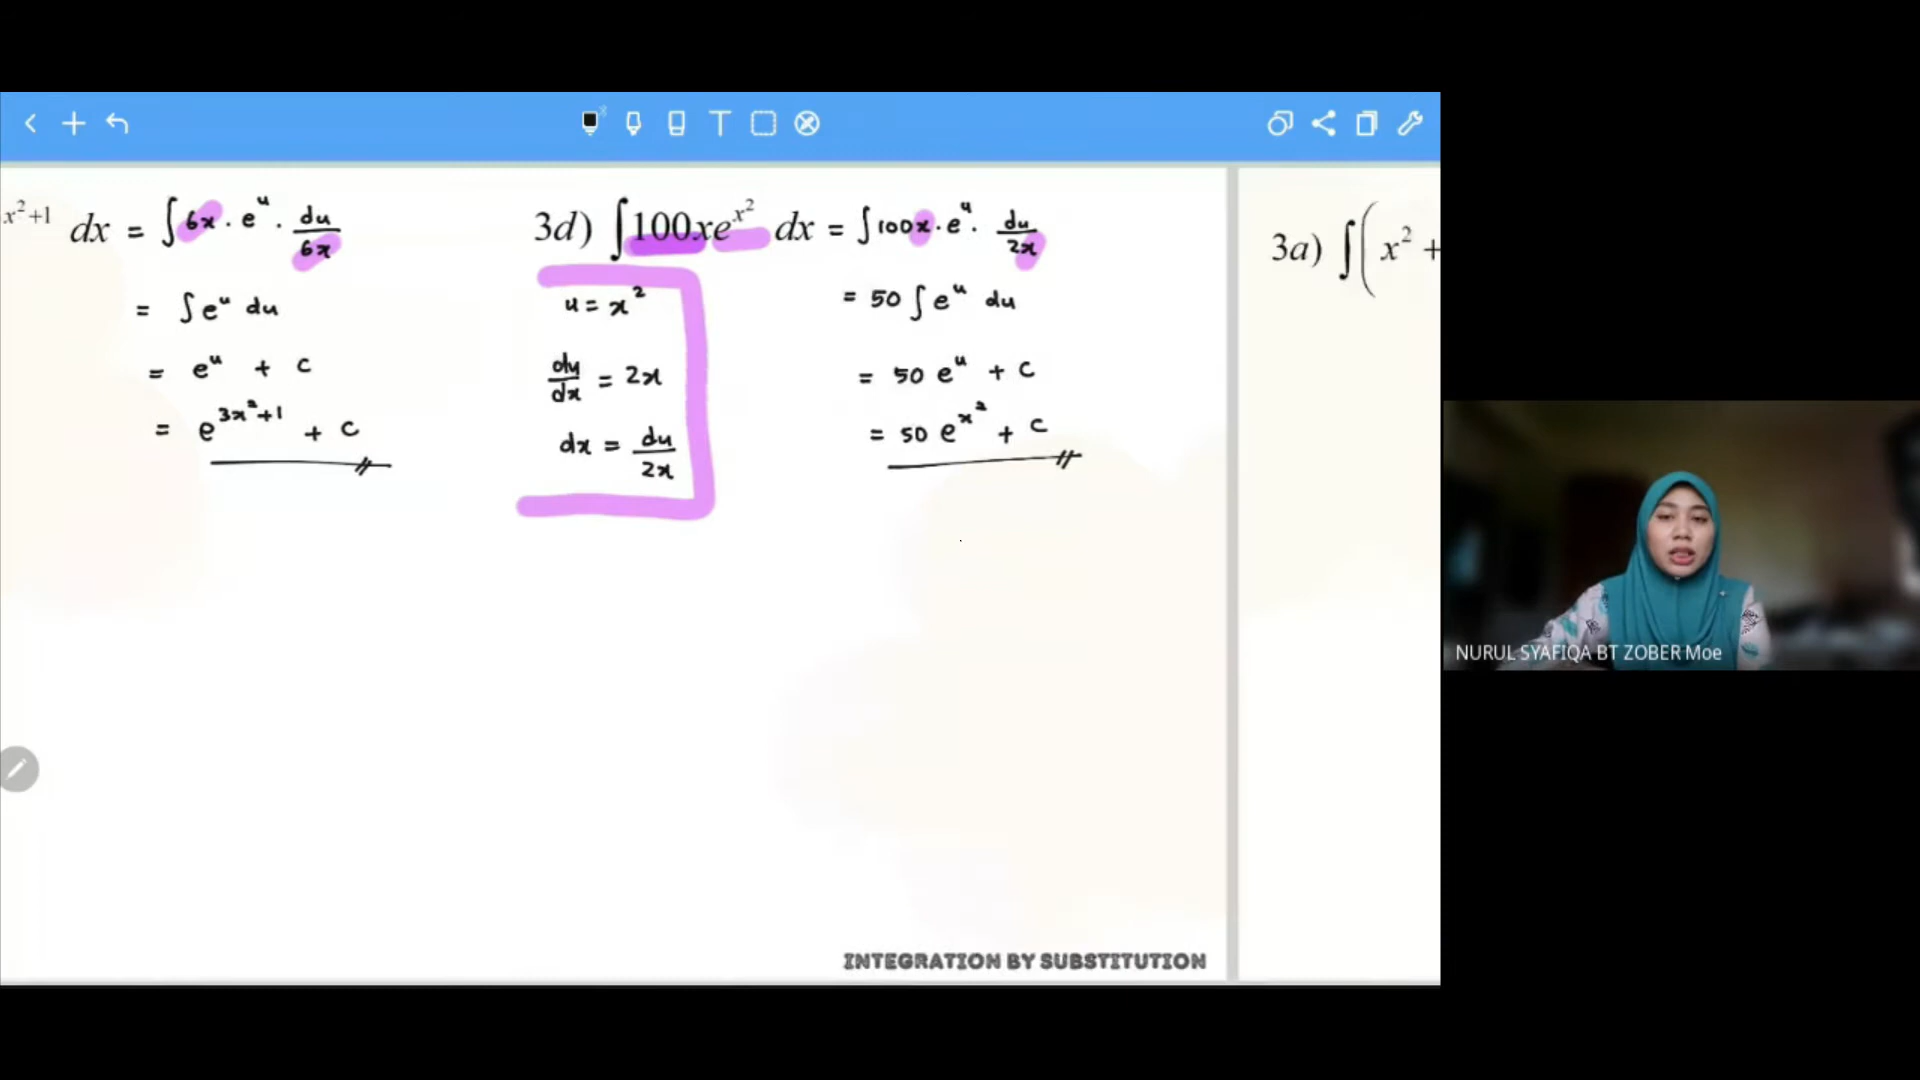 x²+1 dx = ∫6x · eᵘ · du/6x
= ∫eᵘ du
= eᵘ + c
= e^(3x²+1) + c
3d) ∫100xe^(x²) dx = ∫100x · eᵘ · du/2x
u = x²
du/dx = 2x
dx = du/2x
= 50 ∫eᵘ du
= 50 eᵘ + c
= 50 e^(x²) + c
3a) ∫(x² +
INTEGRATION BY SUBSTITUTION
NURUL SYAFIQA BT ZOBER Moe